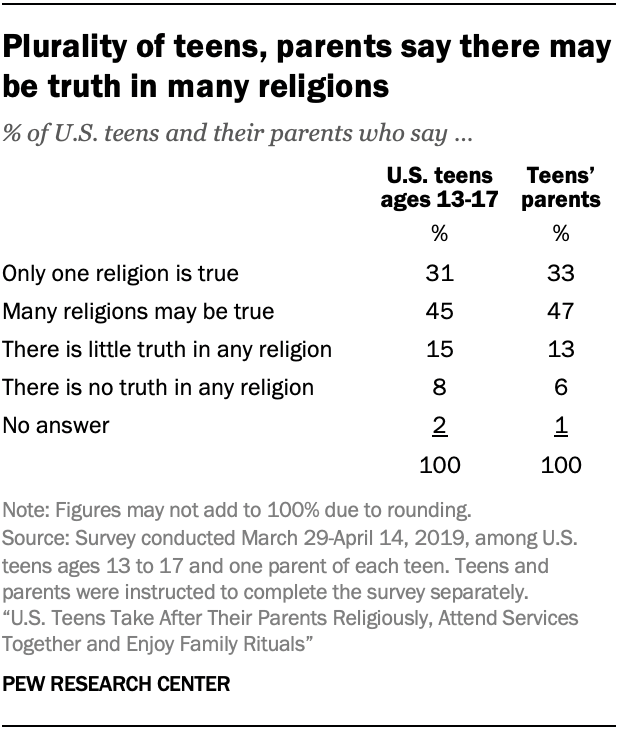 Plurality of teens, parents say there may
be truth in many religions
% of U.S. teens and their parents who say ...
U.S. teens ages 13-17 Teens’ parents
% %
Only one religion is true 31 33
Many religions may be true 45 47
There is little truth in any religion 15 13
There is no truth in any religion 8 6
No answer 2 1
100 100
Note: Figures may not add to 100% due to rounding.
Source: Survey conducted March 29-April 14, 2019, among U.S.
teens ages 13 to 17 and one parent of each teen. Teens and
parents were instructed to complete the survey separately.
“U.S. Teens Take After Their Parents Religiously, Attend Services
Together and Enjoy Family Rituals”
PEW RESEARCH CENTER